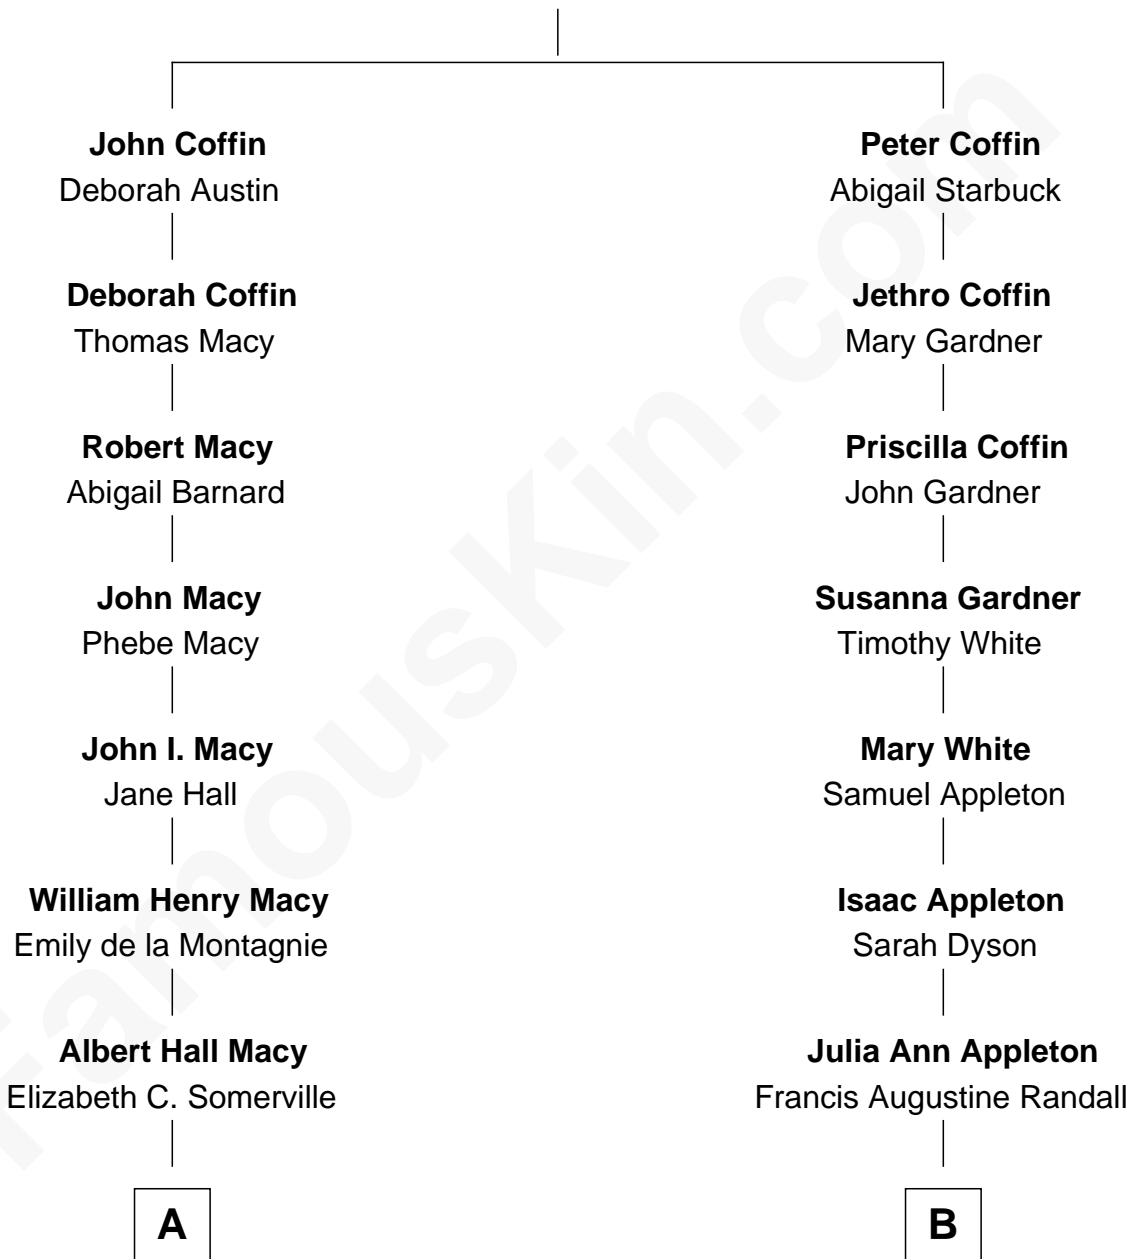 John Coffin
Deborah Austin
Deborah Coffin
Thomas Macy
Robert Macy
Abigail Barnard
John Macy
Phebe Macy
John I. Macy
Jane Hall
William Henry Macy
Emily de la Montagnie
Albert Hall Macy
Elizabeth C. Somerville
A
Peter Coffin
Abigail Starbuck
Jethro Coffin
Mary Gardner
Priscilla Coffin
John Gardner
Susanna Gardner
Timothy White
Mary White
Samuel Appleton
Isaac Appleton
Sarah Dyson
Julia Ann Appleton
Francis Augustine Randall
B
FamousKin.com